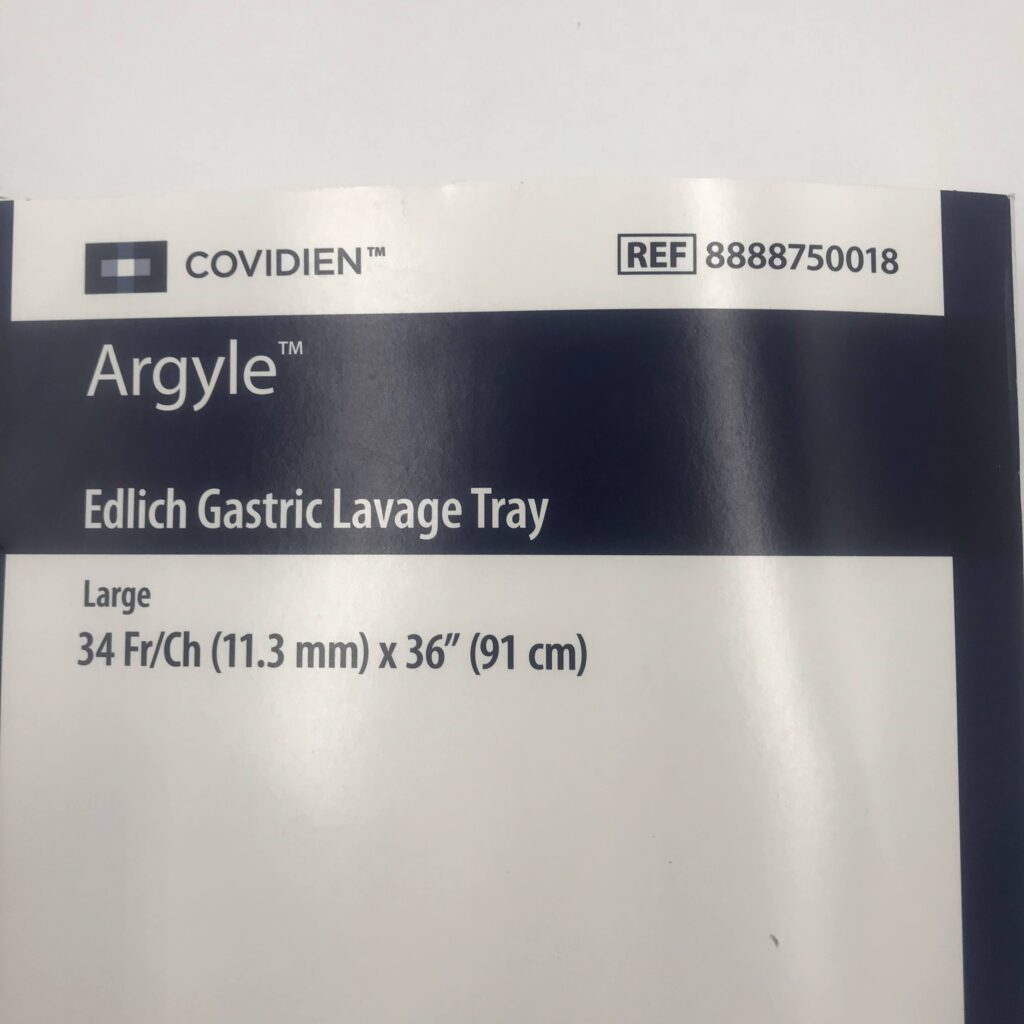 COVIDIEN™ REF 8888750018
Argyle™
Edlich Gastric Lavage Tray
Large
34 Fr/Ch (11.3 mm) x 36” (91 cm)